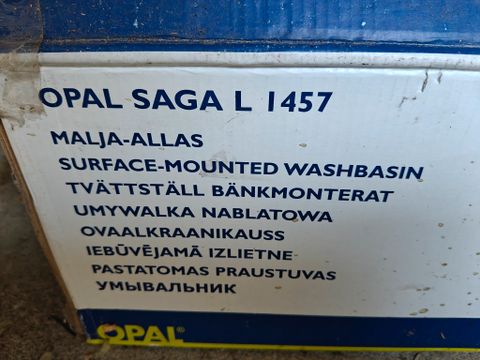 OPAL SAGA L 1457
MALJA-ALLAS
SURFACE-MOUNTED WASHBASIN
TVÄTTSTÄLL BÄNKMONTERAT
UMYWALKA NABLATOWA
OVAALKRAANIKAUSS
IEBŪVĒJAMĀ IZLIETNE
PASTATOMAS PRAUSTUVAS
УМЫВАЛЬНИК
OPAL®